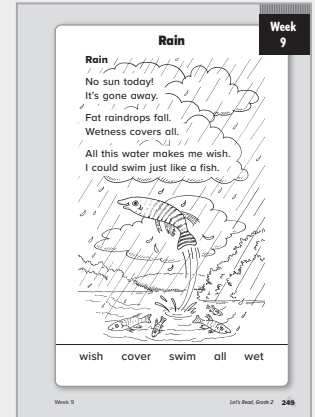 Week
9
Rain
Rain
No sun today!
It's gone away.
Fat raindrops fall.
Wetness covers all.
All this water makes me wish.
I could swim just like a fish.
wish cover swim all wet
Week 9
Let's Read, Grade 2 249